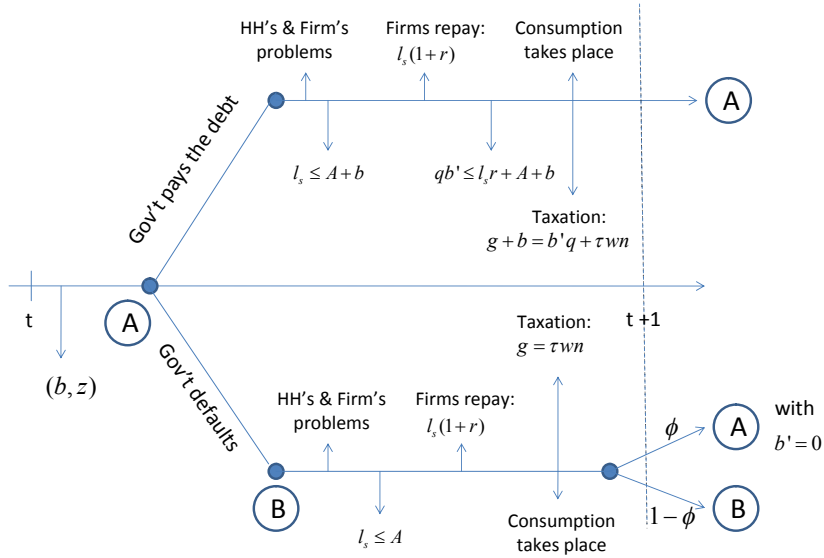 HH's & Firm's
problems
Firms repay:
l_s(1+r)
Consumption
takes place
A
Gov't pays the debt
l_s ≤ A + b
qb' ≤ l_s r + A + b
Taxation:
g + b = b'q + τwn
t
A
t +1
(b, z)
Gov't defaults
Taxation:
g = τwn
HH's & Firm's
problems
Firms repay:
l_s(1+r)
ϕ
A
with
b' = 0
B
l_s ≤ A
Consumption
takes place
1−ϕ
B